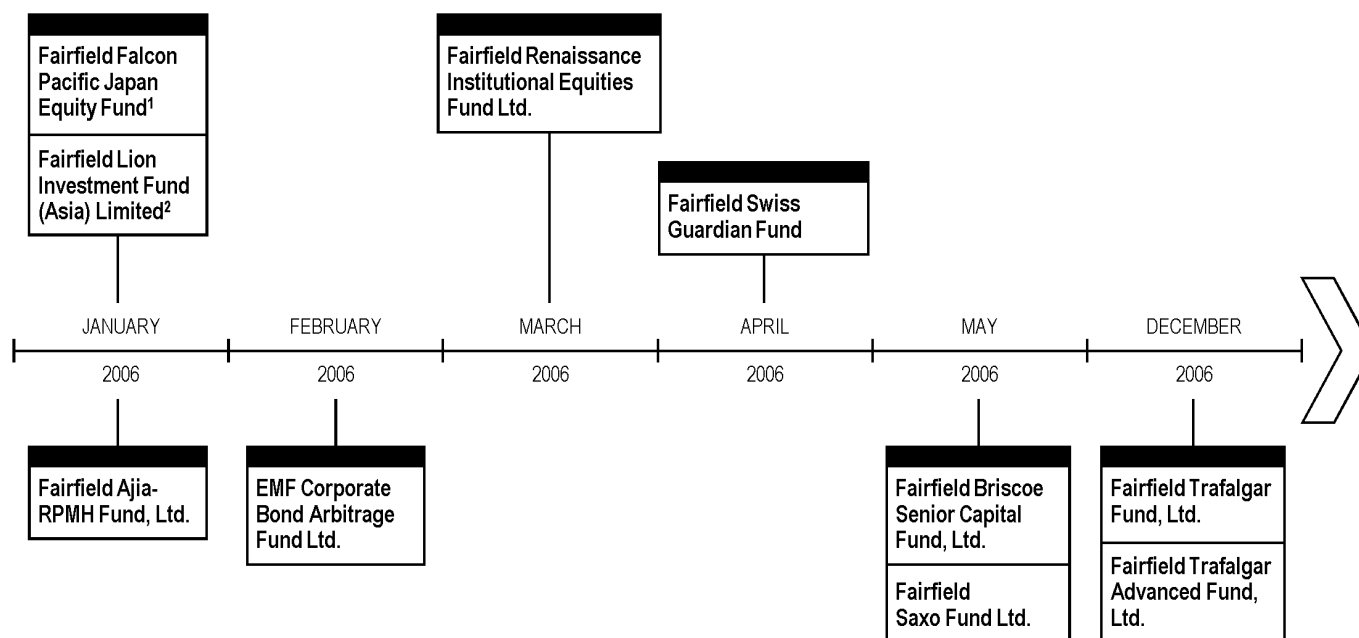 Fairfield Falcon
Pacific Japan
Equity Fund¹
Fairfield Lion
Investment Fund
(Asia) Limited²
Fairfield Renaissance
Institutional Equities
Fund Ltd.
Fairfield Swiss
Guardian Fund
JANUARY
FEBRUARY
MARCH
APRIL
MAY
DECEMBER
2006
2006
2006
2006
2006
2006
Fairfield Ajia-
RPMH Fund, Ltd.
EMF Corporate
Bond Arbitrage
Fund Ltd.
Fairfield Briscoe
Senior Capital
Fund, Ltd.
Fairfield
Saxo Fund Ltd.
Fairfield Trafalgar
Fund, Ltd.
Fairfield Trafalgar
Advanced Fund,
Ltd.